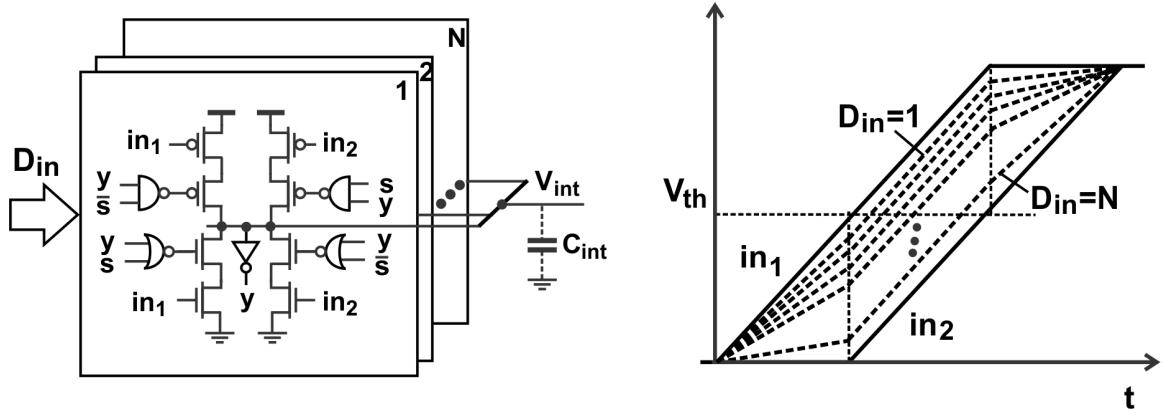 N
2
1
in1
in2
Din
y
s̅
s
y
Vint
y
s
y
s̅
Cint
in1
y
in2
Din=1
Vth
Din=N
in1
in2
t